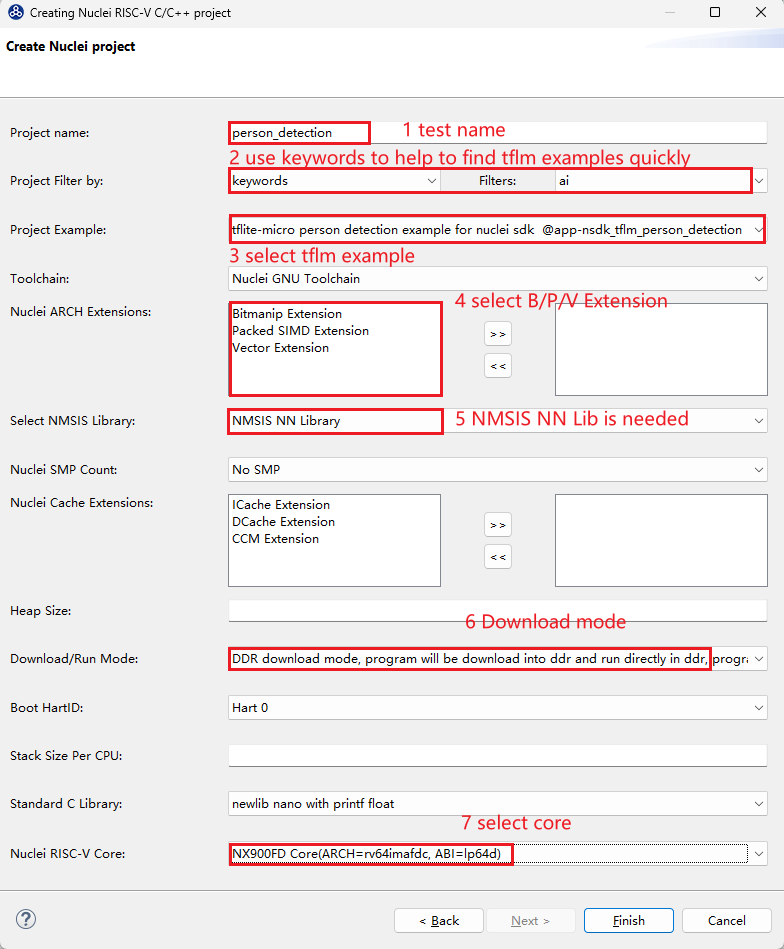 Creating Nuclei RISC-V C/C++ project
Create Nuclei project
Project name:
person_detection
1 test name
2 use keywords to help to find tflm examples quickly
Project Filter by:
keywords
Filters:
ai
Project Example:
tflite-micro person detection example for nuclei sdk @app-nsdk_tflm_person_detection
3 select tflm example
Toolchain:
Nuclei GNU Toolchain
Nuclei ARCH Extensions:
4 select B/P/V Extension
Bitmanip Extension
Packed SIMD Extension
Vector Extension
>>
<<
Select NMSIS Library:
NMSIS NN Library
5 NMSIS NN Lib is needed
Nuclei SMP Count:
No SMP
Nuclei Cache Extensions:
ICache Extension
DCache Extension
CCM Extension
>>
<<
Heap Size:
6 Download mode
Download/Run Mode:
DDR download mode, program will be download into ddr and run directly in ddr, progra
Boot HartID:
Hart 0
Stack Size Per CPU:
Standard C Library:
newlib nano with printf float
7 select core
Nuclei RISC-V Core:
NX900FD Core(ARCH=rv64imafdc, ABI=lp64d)
?
< Back
Next >
Finish
Cancel